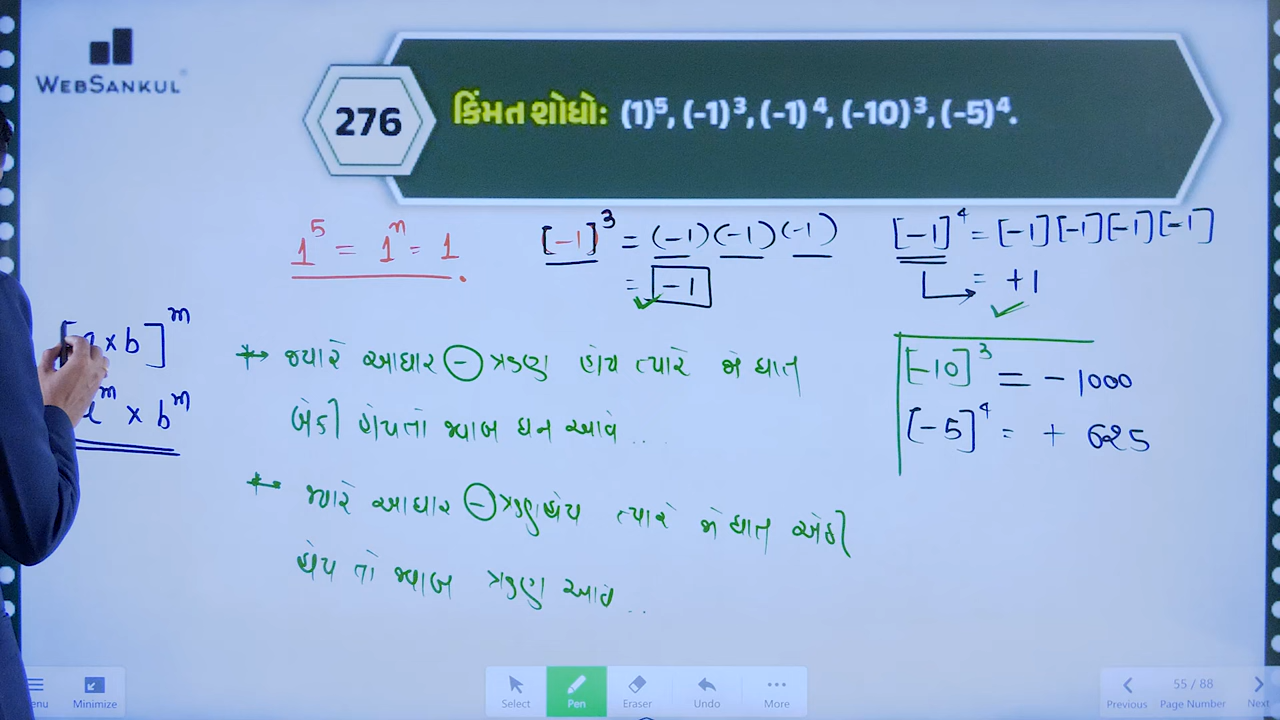 WEBSANKUL
276
કિંમત શોધો: (1)⁵, (-1)³, (-1)⁴, (-10)³, (-5)⁴.
1⁵ = 1ⁿ = 1.
[-1]³ = (-1)(-1)(-1)
= -1
[-1]⁴ = [-1][-1][-1][-1]
= +1
×b]ᵐ
ᵐ × bᵐ
જ્યારે આધાર - ઋણ હોય ત્યારે જો ઘાત
બેકી હોય તો જવાબ ધન આવે...
જ્યારે આધાર - ઋણ હોય ત્યારે જો ઘાત એકી
હોય તો જવાબ ઋણ આવે..
[-10]³ = -1000
[-5]⁴ = + 625
enu
Minimize
Select
Pen
Eraser
Undo
More
Previous
55 / 88
Page Number
Next